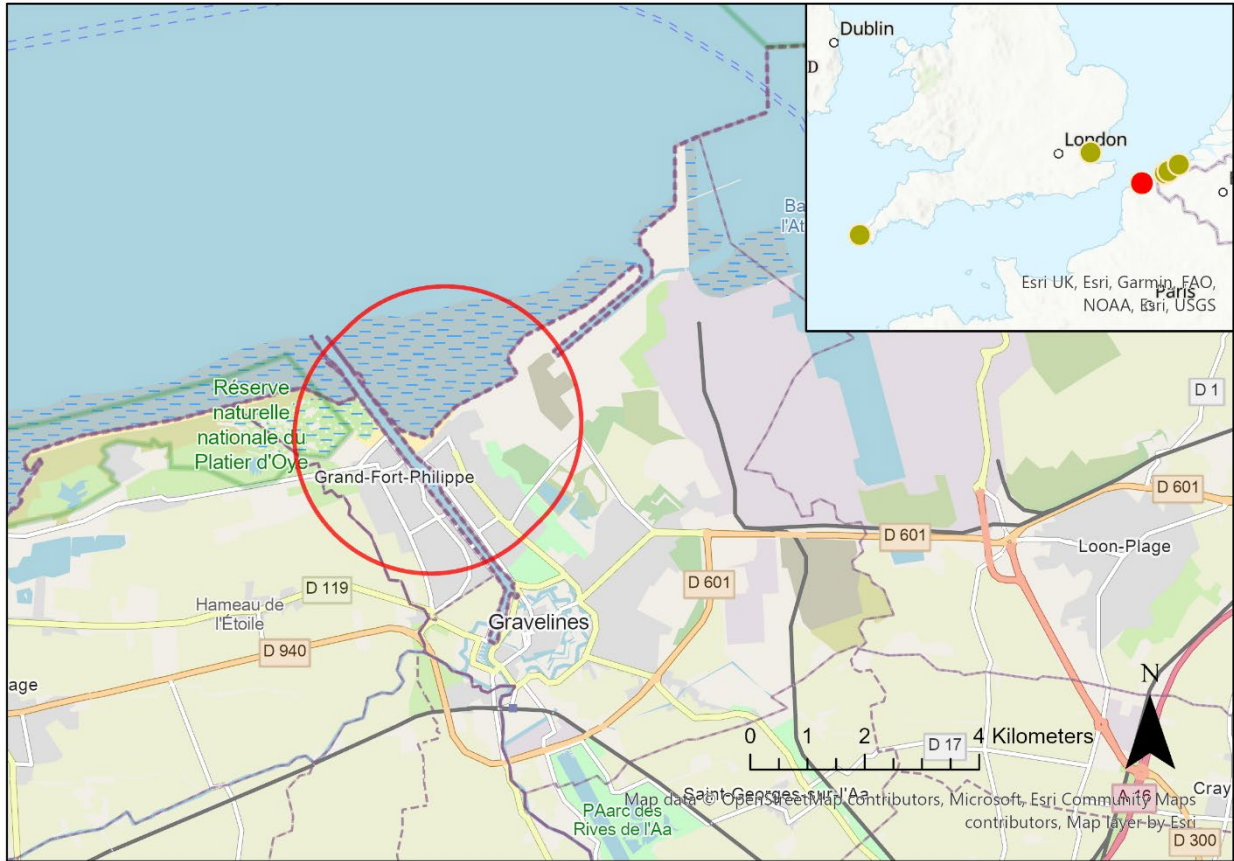 Dublin
D
London
Paris
Esri UK, Esri, Garmin, FAO,
NOAA, Esri, USGS
Ba
l'At
Réserve
naturelle
nationale du
Platier d'Oye
Grand-Fort-Philippe
D 1
D 601
D 601
Loon-Plage
D 601
D 119
Hameau de
l'Étoile
Gravelines
D 940
age
N
0 1 2 4 Kilometers
D 17
Saint-Georges-sur-l'Aa
A 16
Cray
PAarc des
Rives de l'Aa
Map data © OpenStreetMap contributors, Microsoft, Esri Community Maps
contributors, Map layer by Esri
D 300